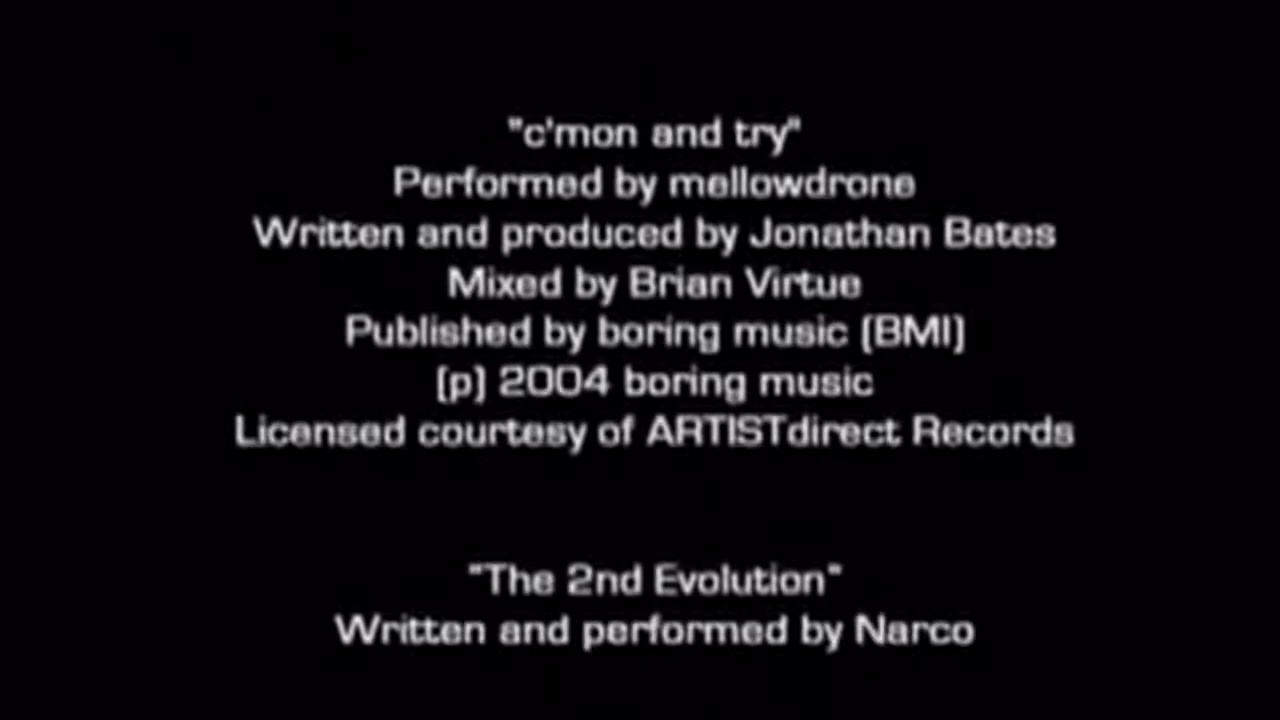 "c'mon and try"
Performed by mellowdrone
Written and produced by Jonathan Bates
Mixed by Brian Virtue
Published by boring music (BMI)
(p) 2004 boring music
Licensed courtesy of ARTISTdirect Records
"The 2nd Evolution"
Written and performed by Narco